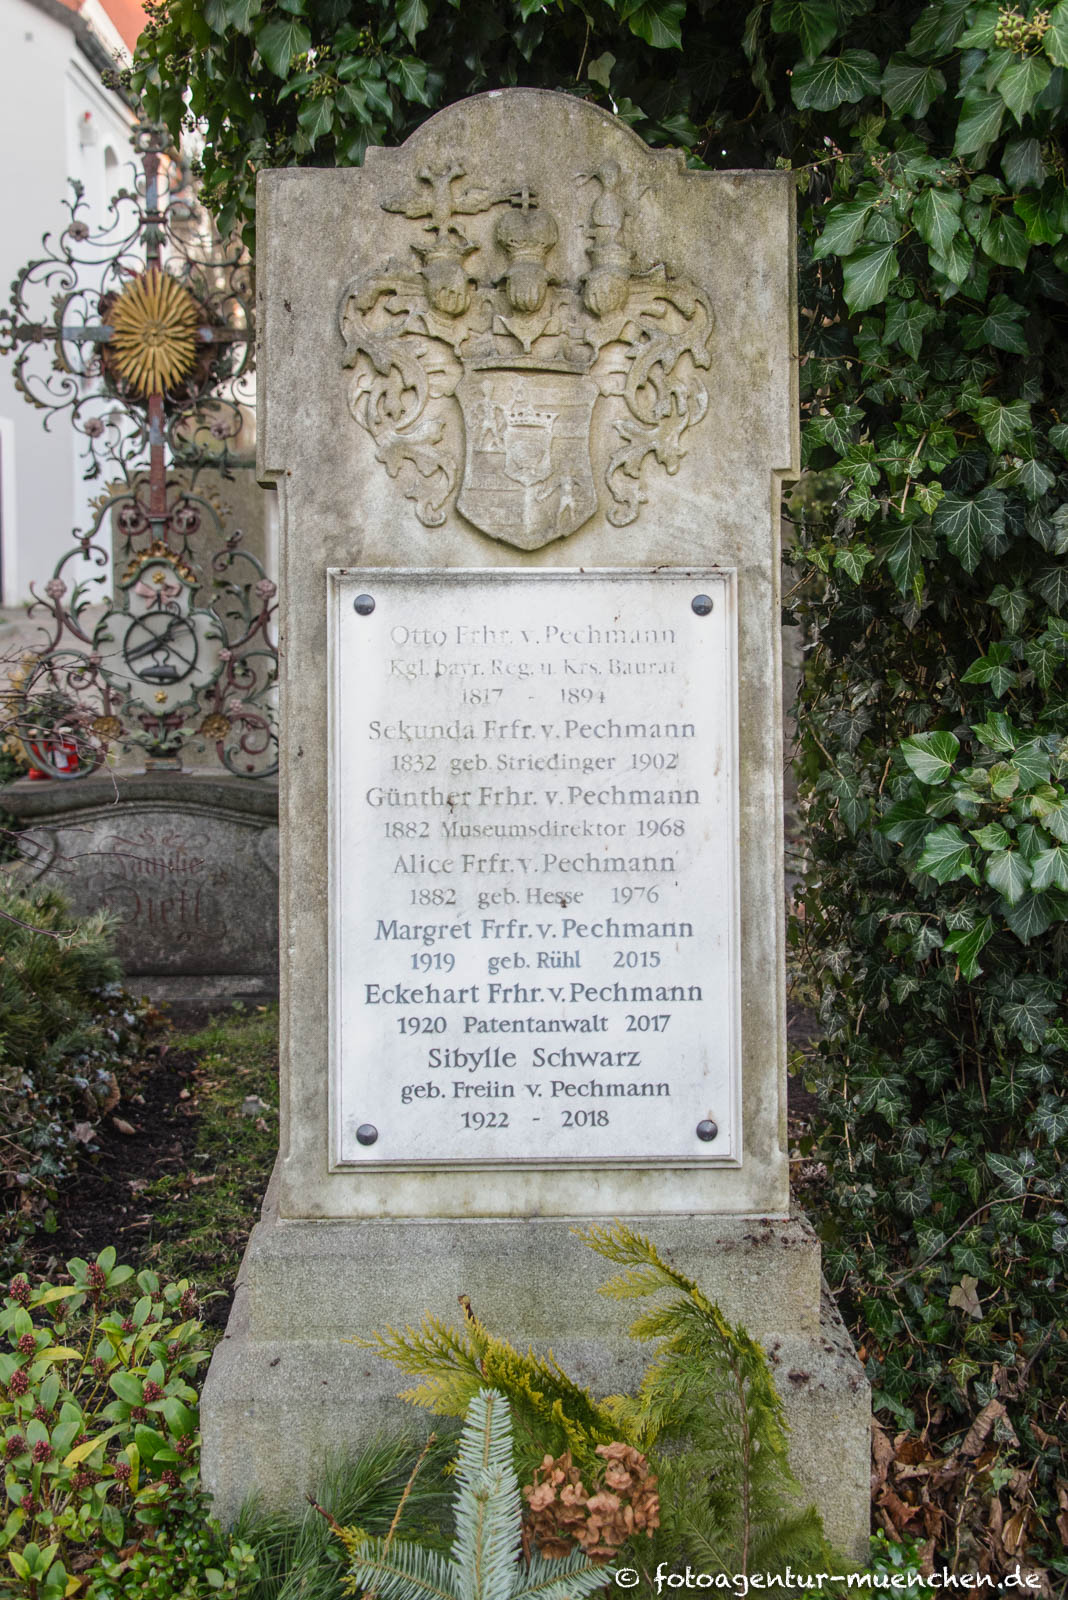 Otto Frhr. v. Pechmann
Kgl. bayr. Reg. u. Krs. Baurat
1817 - 1894
Sekunda Frfr. v. Pechmann
1832 geb. Striedinger 1902
Günther Frhr. v. Pechmann
1882 Museumsdirektor 1968
Alice Frfr. v. Pechmann
1882 geb. Hesse 1976
Margret Frfr. v. Pechmann
1919 geb. Rühl 2015
Eckehart Frhr. v. Pechmann
1920 Patentanwalt 2017
Sibylle Schwarz
geb. Freiin v. Pechmann
1922 - 2018
Familie
Dietl
© fotoagentur-muenchen.de